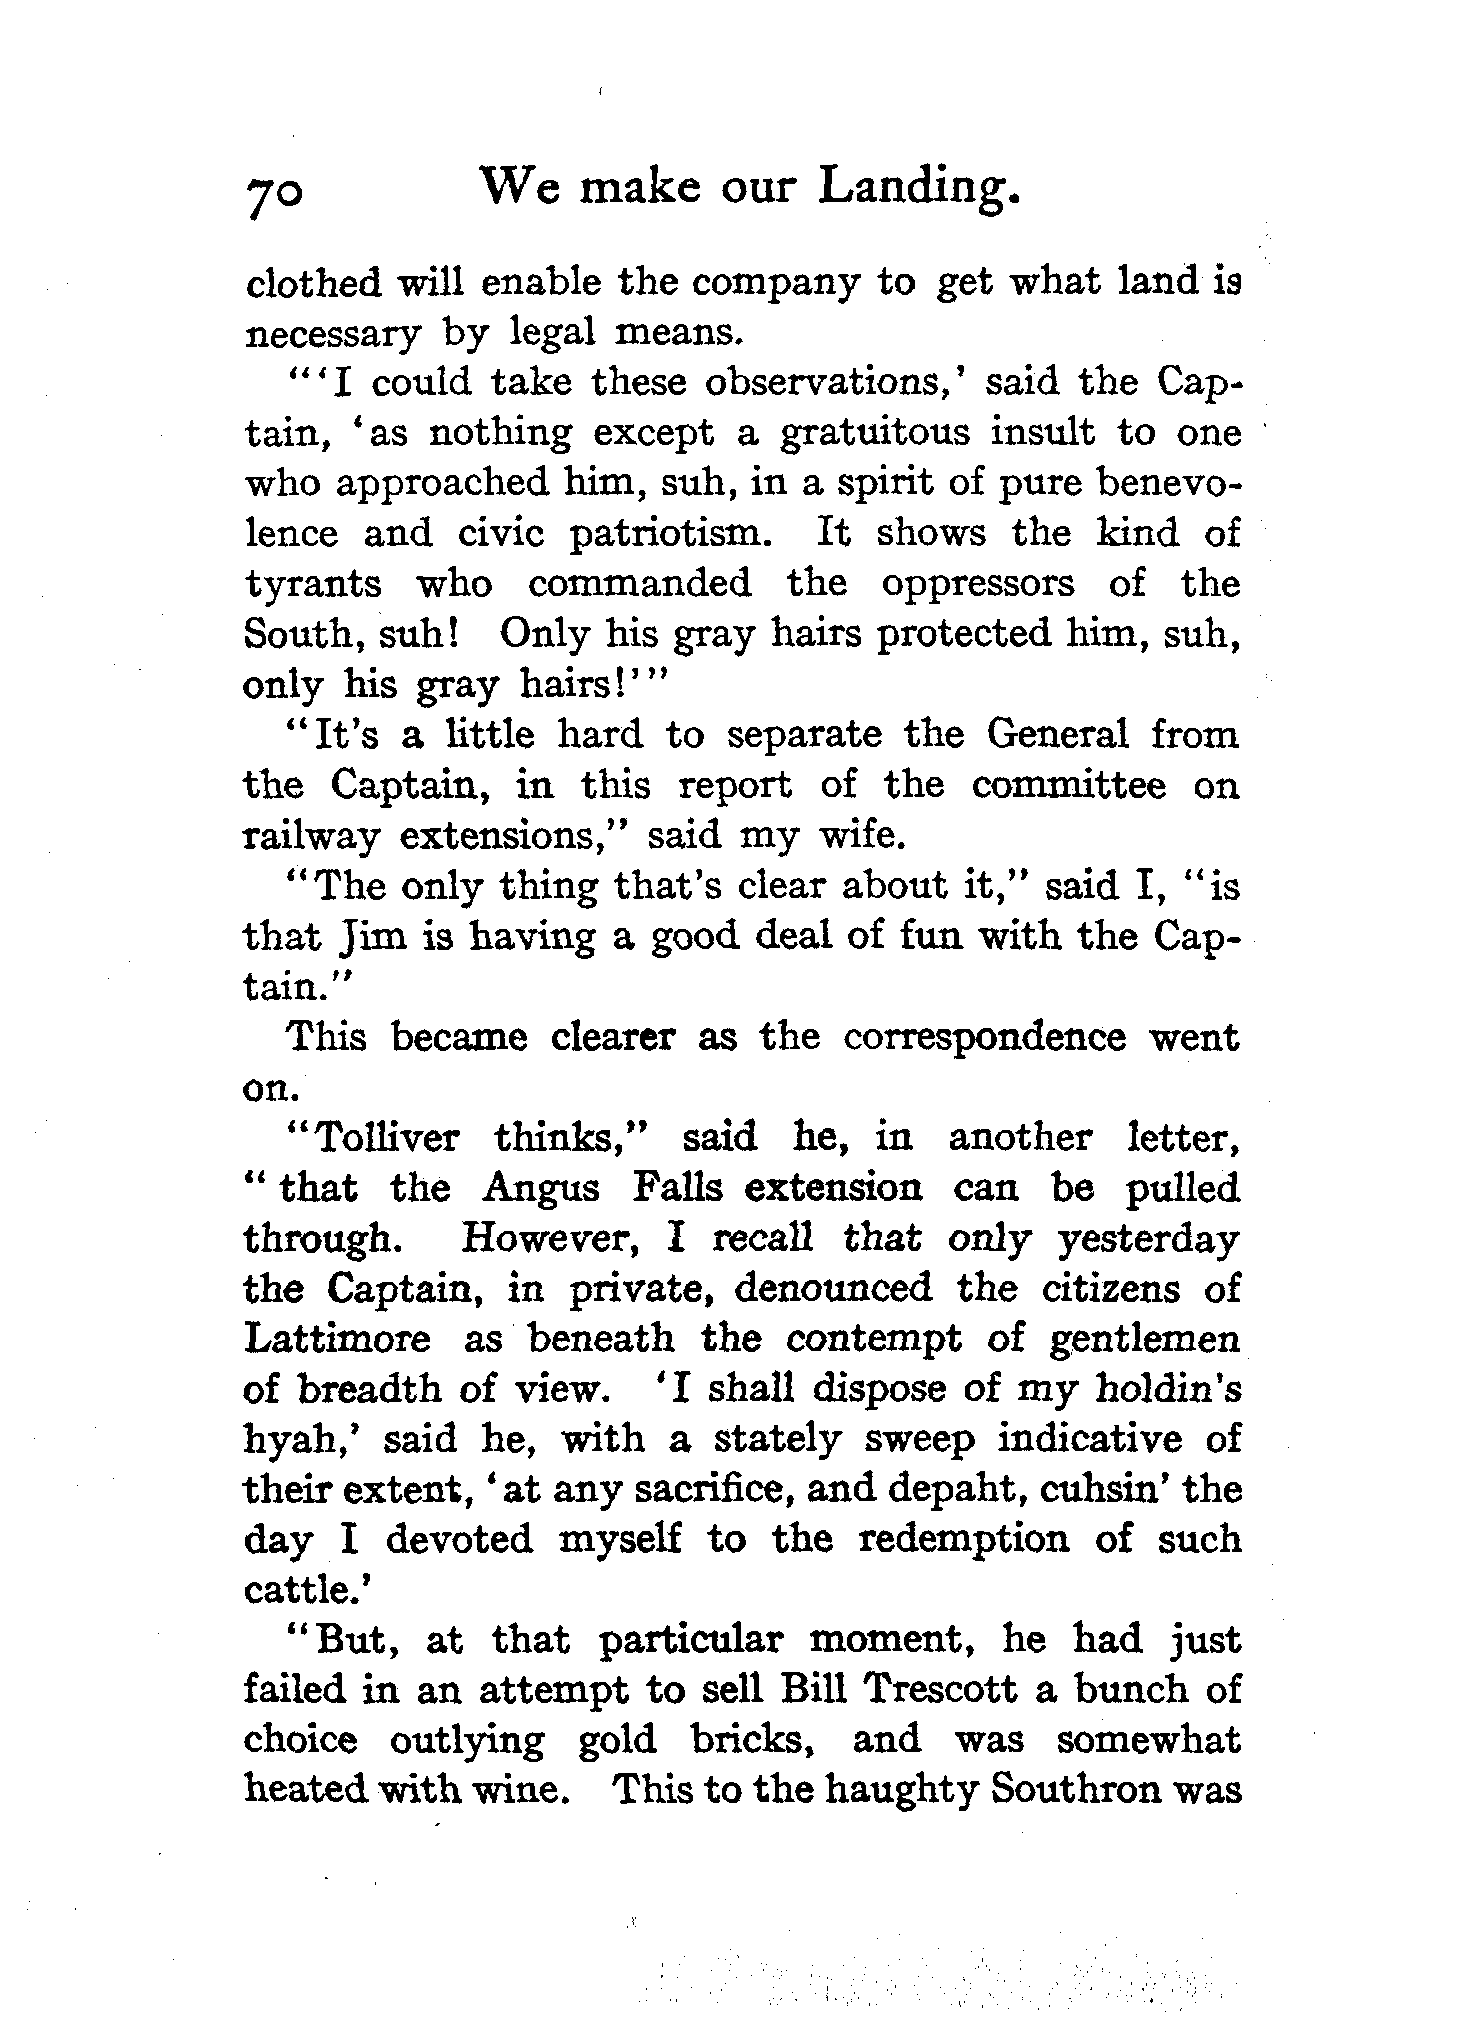 70 We make our Landing.
clothed will enable the company to get what land is
necessary by legal means.
"'I could take these observations,' said the Cap-
tain, 'as nothing except a gratuitous insult to one
who approached him, suh, in a spirit of pure benevo-
lence and civic patriotism. It shows the kind of
tyrants who commanded the oppressors of the
South, suh! Only his gray hairs protected him, suh,
only his gray hairs!'"
"It's a little hard to separate the General from
the Captain, in this report of the committee on
railway extensions," said my wife.
"The only thing that's clear about it," said I, "is
that Jim is having a good deal of fun with the Cap-
tain."
This became clearer as the correspondence went
on.
"Tolliver thinks," said he, in another letter,
"that the Angus Falls extension can be pulled
through. However, I recall that only yesterday
the Captain, in private, denounced the citizens of
Lattimore as beneath the contempt of gentlemen
of breadth of view. 'I shall dispose of my holdin's
hyah,' said he, with a stately sweep indicative of
their extent, 'at any sacrifice, and depaht, cuhsin' the
day I devoted myself to the redemption of such
cattle.'
"But, at that particular moment, he had just
failed in an attempt to sell Bill Trescott a bunch of
choice outlying gold bricks, and was somewhat
heated with wine. This to the haughty Southron was